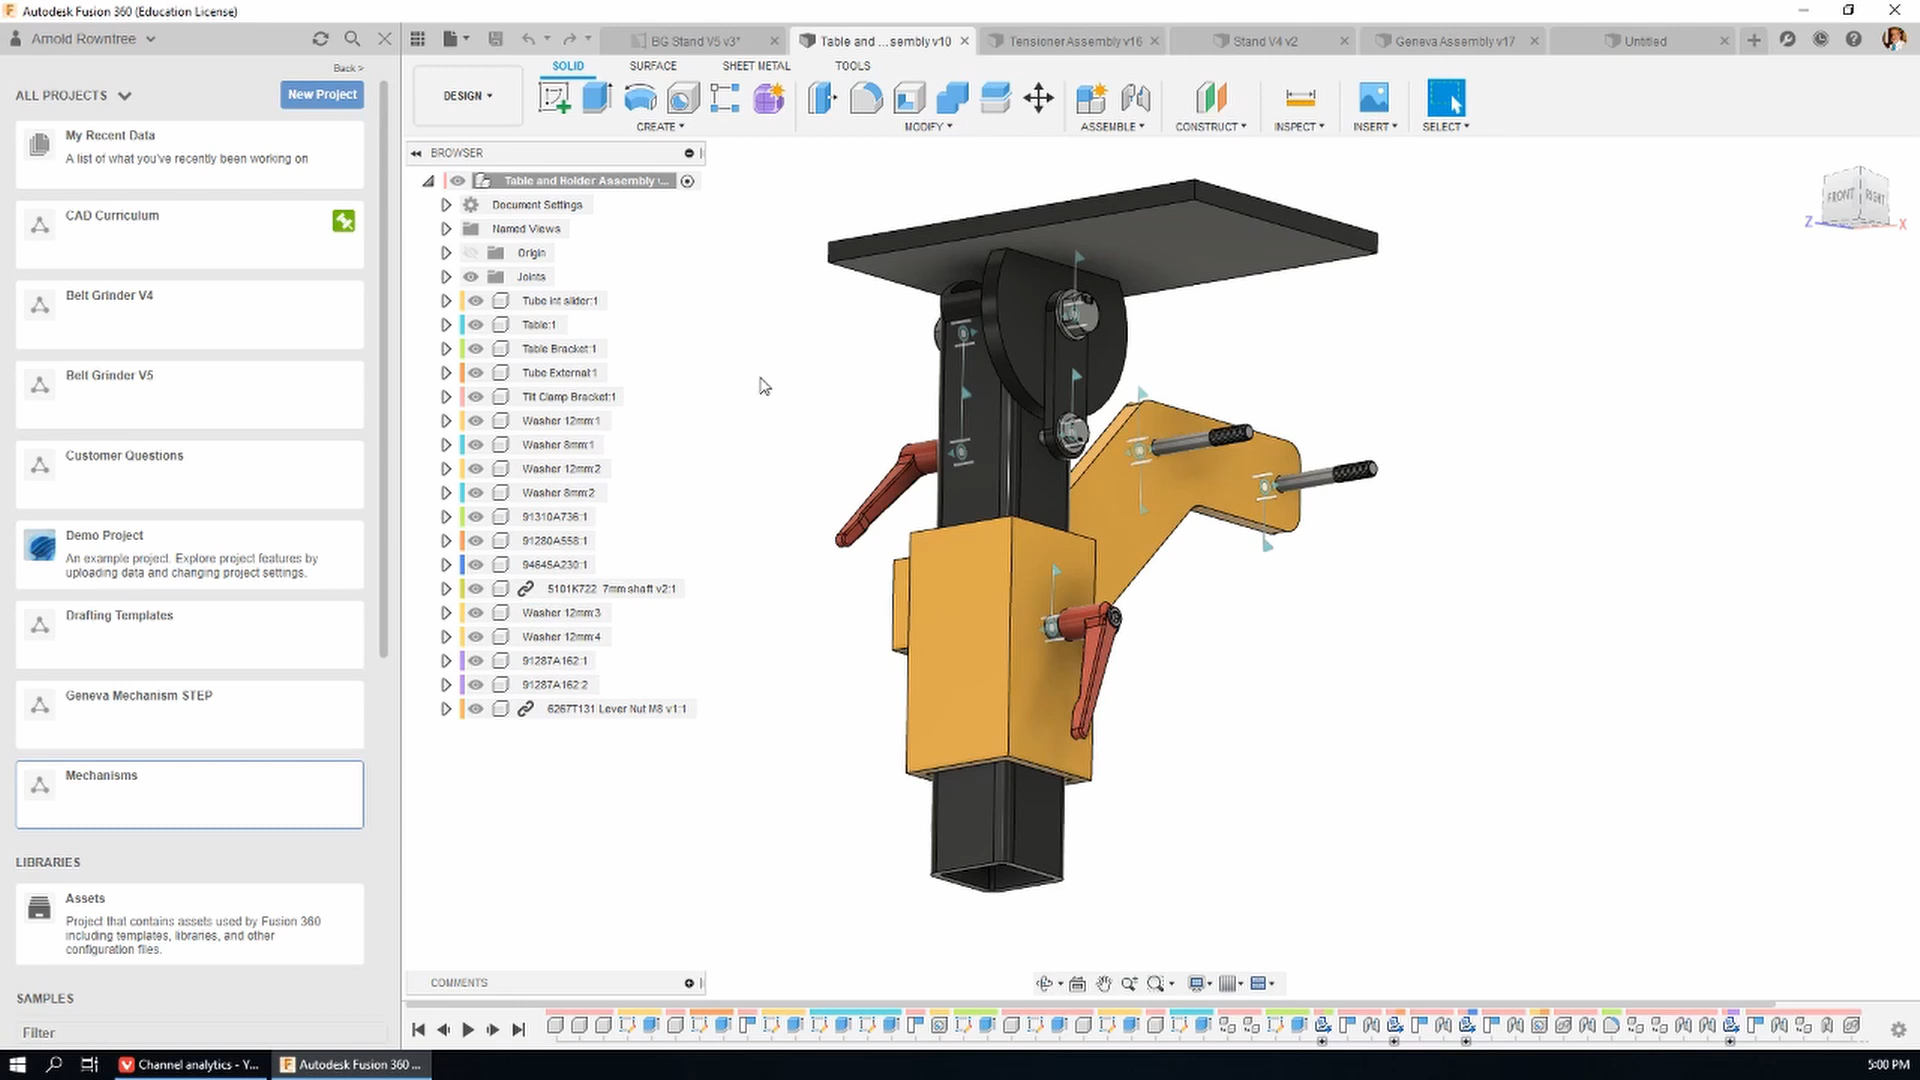 Autodesk Fusion 360 (Education License)
Arnold Rowntree
BG Stand V5 v3*
Table and ...sembly v10
Tensioner Assembly v16
Stand V4 v2
Geneva Assembly v17
Untitled
Back >
ALL PROJECTS
New Project
My Recent Data
A list of what you've recently been working on
CAD Curriculum
Belt Grinder V4
Belt Grinder V5
Customer Questions
Demo Project
An example project. Explore project features by
uploading data and changing project settings.
Drafting Templates
Geneva Mechanism STEP
Mechanisms
LIBRARIES
Assets
Project that contains assets used by Fusion 360
including templates, libraries, and other
configuration files.
SAMPLES
Filter
SOLID
SURFACE
SHEET METAL
TOOLS
DESIGN
CREATE
MODIFY
ASSEMBLE
CONSTRUCT
INSPECT
INSERT
SELECT
BROWSER
Table and Holder Assembly v...
Document Settings
Named Views
Origin
Joints
Tube int slider:1
Table:1
Table Bracket:1
Tube External:1
Tilt Clamp Bracket:1
Washer 12mm:1
Washer 8mm:1
Washer 12mm:2
Washer 8mm:2
91310A736:1
91280A558:1
94645A230:1
5101K722 7mm shaft v2:1
Washer 12mm:3
Washer 12mm:4
91287A162:1
91287A162:2
6267T131 Lever Nut M8 v1:1
FRONT
RIGHT
Z
X
COMMENTS
Channel analytics - Y...
Autodesk Fusion 360 ...
5:00 PM